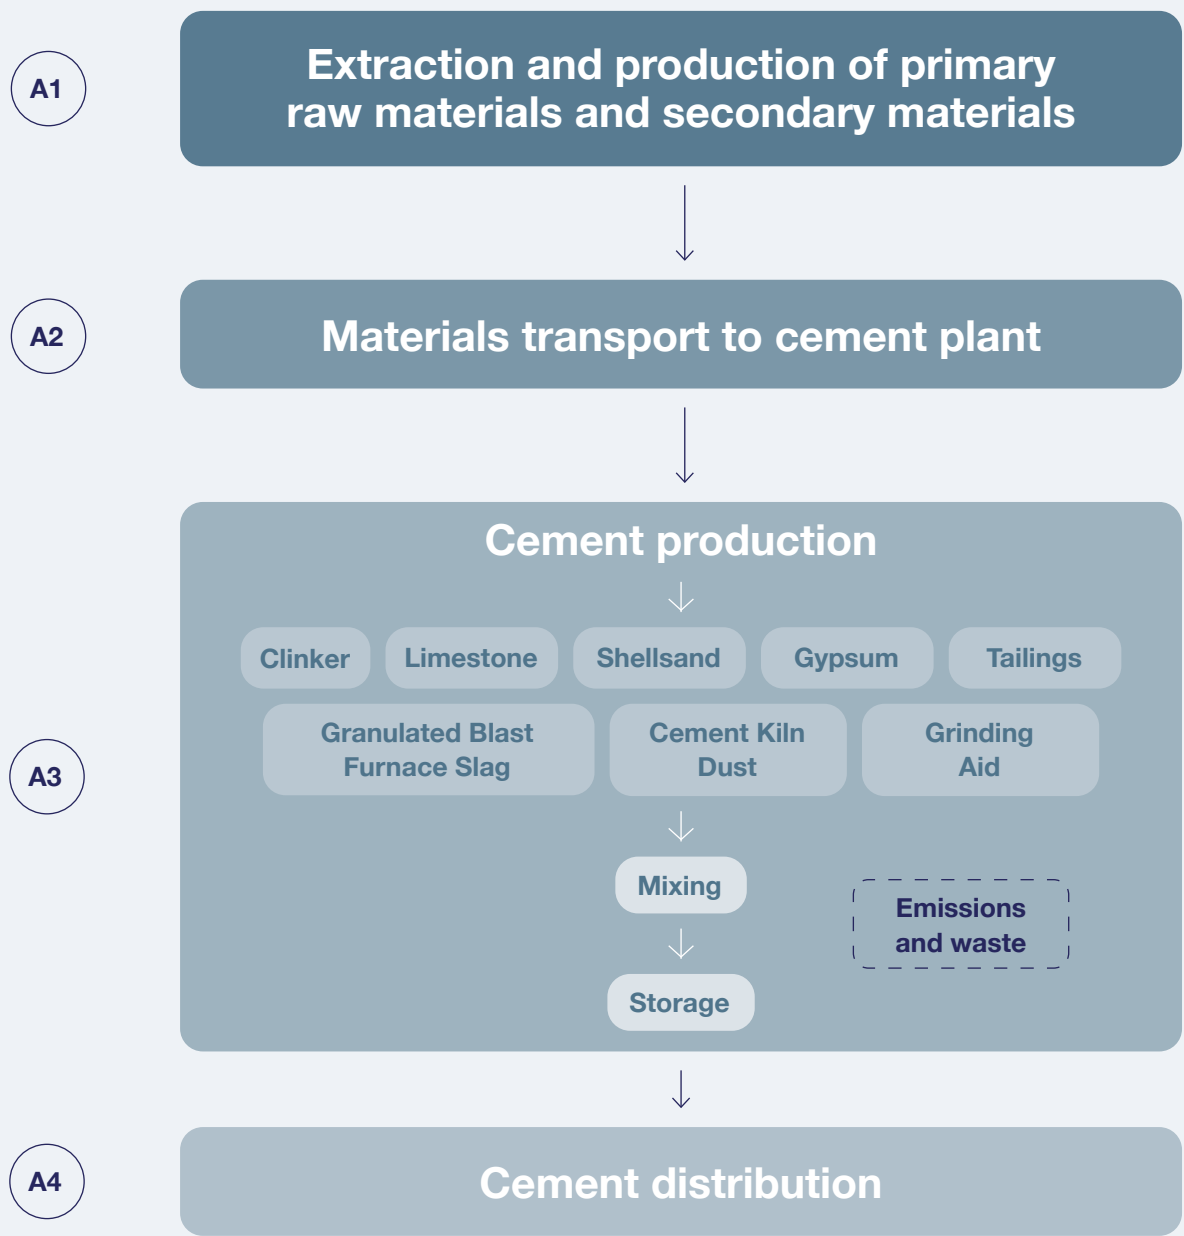 A1
Extraction and production of primary
raw materials and secondary materials
A2
Materials transport to cement plant
A3
Cement production
Clinker
Limestone
Shellsand
Gypsum
Tailings
Granulated Blast
Furnace Slag
Cement Kiln
Dust
Grinding
Aid
Mixing
Emissions
and waste
Storage
A4
Cement distribution